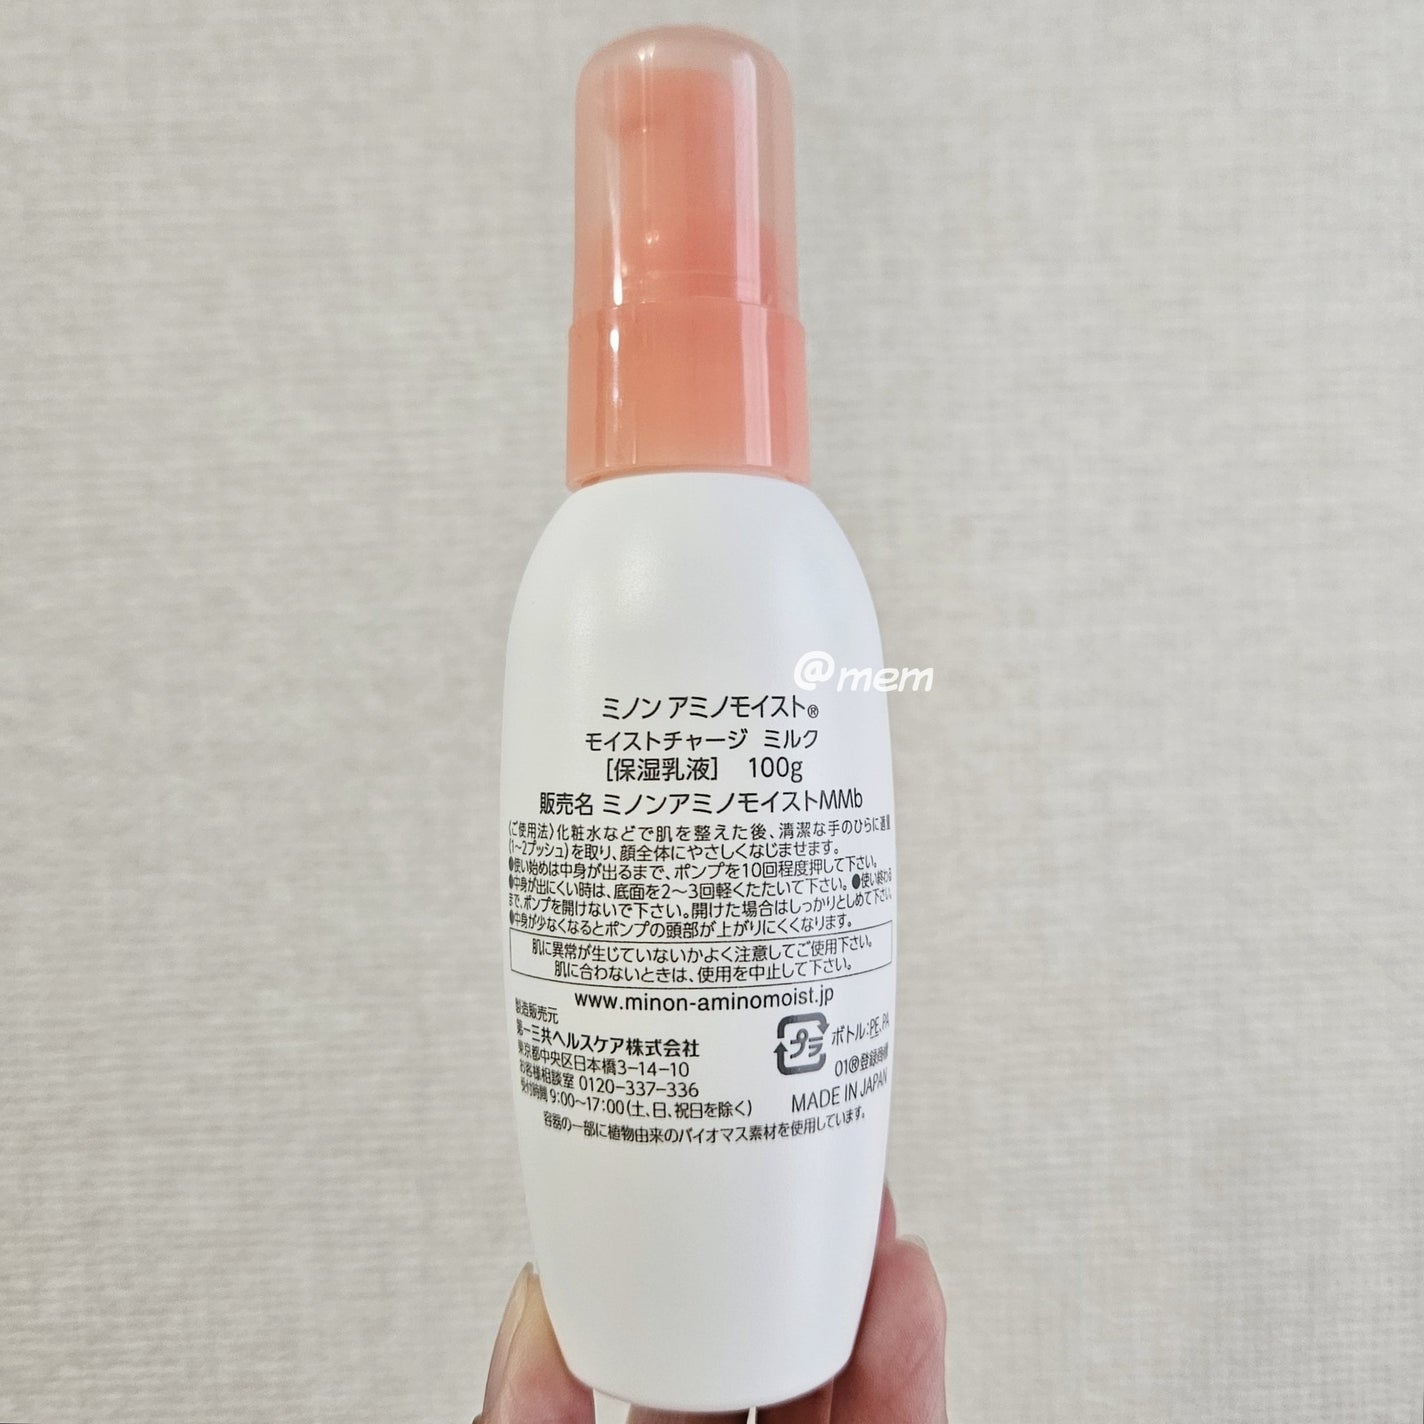 @mem
ミノン アミノモイスト®
モイストチャージ ミルク
[保湿乳液] 100g
販売名 ミノンアミノモイストMMb
〈ご使用法〉化粧水などで肌を整えた後、清潔な手のひらに適量
(1〜2プッシュ)を取り、顔全体にやさしくなじませます。
●使い始めは中身が出るまで、ポンプを10回程度押して下さい。
●中身が出にくい時は、底面を2〜3回軽くたたいて下さい。●使い終わる
まで、ポンプを開けないで下さい。開けた場合はしっかりとしめて下さい。
●中身が少なくなるとポンプの頭部が上がりにくくなります。
肌に異常が生じていないかよく注意してご使用下さい。
肌に合わないときは、使用を中止して下さい。
www.minon-aminomoist.jp
製造販売元
第一三共ヘルスケア株式会社
東京都中央区日本橋3-14-10
お客様相談室 0120-337-336
受付時間 9:00〜17:00(土、日、祝日を除く)
プラ
ボトル:PE,PA
01®登録商標
MADE IN JAPAN
容器の一部に植物由来のバイオマス素材を使用しています。